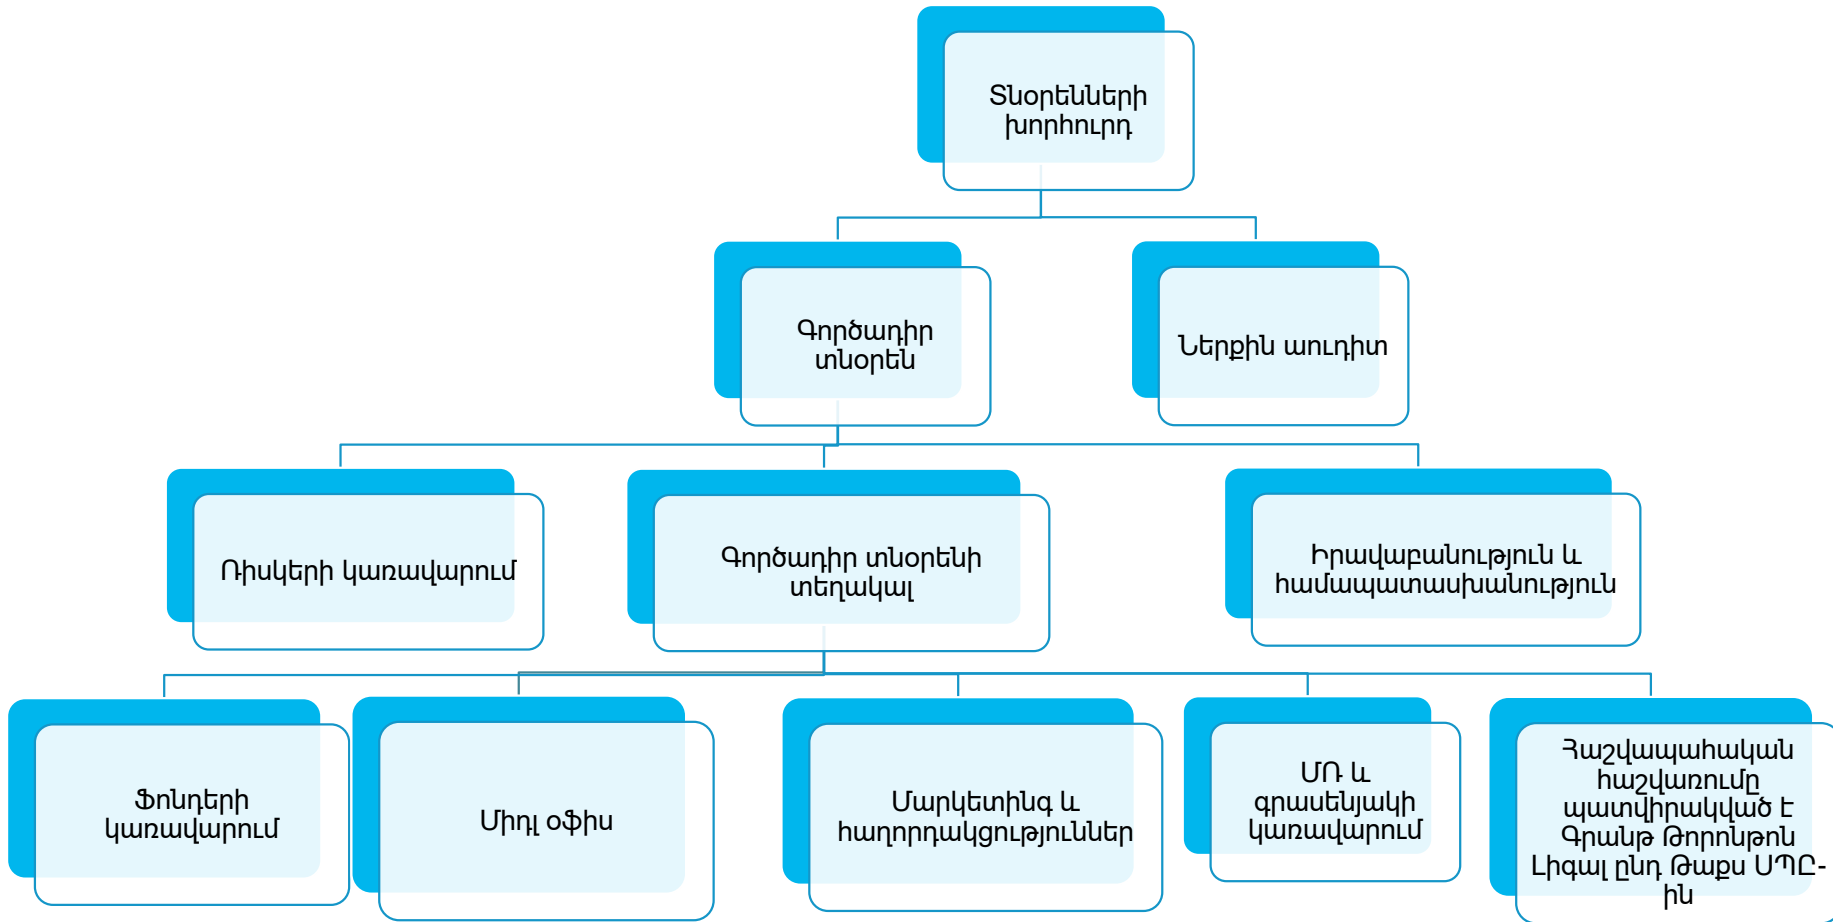 Տնօրենների
խորհուրդ
Գործադիր
տնօրեն
Ներքին աուդիտ
Ռիսկերի կառավարում
Գործադիր տնօրենի
տեղակալ
Իրավաբանություն և
համապատասխանություն
Ֆոնդերի
կառավարում
Միդլ օֆիս
Մարկետինգ և
հաղորդակցություններ
ՄՌ և
գրասենյակի
կառավարում
Հաշվապահական
հաշվառումը
պատվիրակված է
Գրանթ Թորոնթոն
Լիգալ ընդ Թաքս ՍՊԸ-
ին